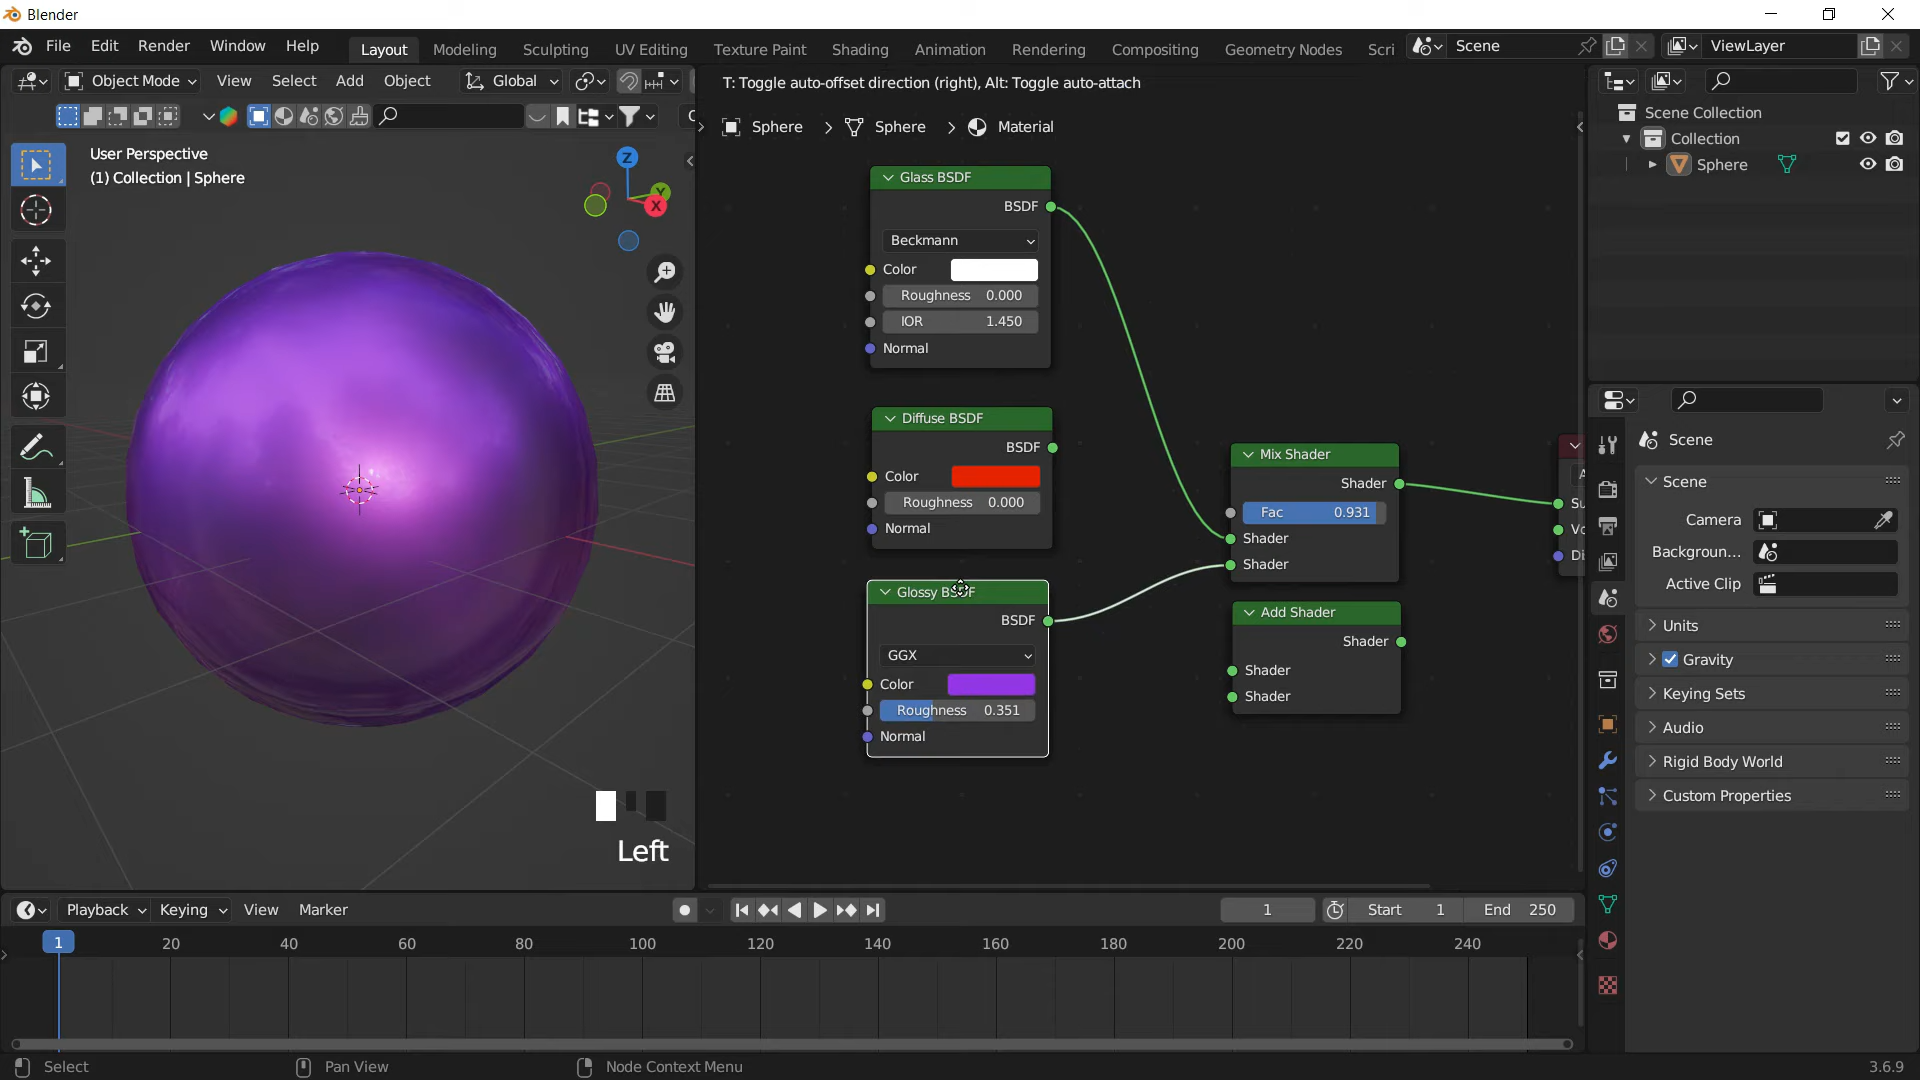 Blender
File Edit Render Window Help
Layout Modeling Sculpting UV Editing Texture Paint Shading Animation Rendering Compositing Geometry Nodes Scri
Scene
ViewLayer
Object Mode View Select Add Object Global
T: Toggle auto-offset direction (right), Alt: Toggle auto-attach
User Perspective
(1) Collection | Sphere
Z
Y
X
Sphere > Sphere > Material
Glass BSDF
BSDF
Beckmann
Color
Roughness 0.000
IOR 1.450
Normal
Diffuse BSDF
BSDF
Color
Roughness 0.000
Normal
Glossy BSDF
BSDF
GGX
Color
Roughness 0.351
Normal
Mix Shader
Shader
Fac 0.931
Shader
Shader
Add Shader
Shader
Shader
Shader
A
Su
Vo
Di
Left
Scene Collection
Collection
Sphere
Scene
Scene
Camera
Backgroun...
Active Clip
Units
Gravity
Keying Sets
Audio
Rigid Body World
Custom Properties
Playback Keying View Marker
1
Start 1
End 250
1 20 40 60 80 100 120 140 160 180 200 220 240
Select
Pan View
Node Context Menu
3.6.9